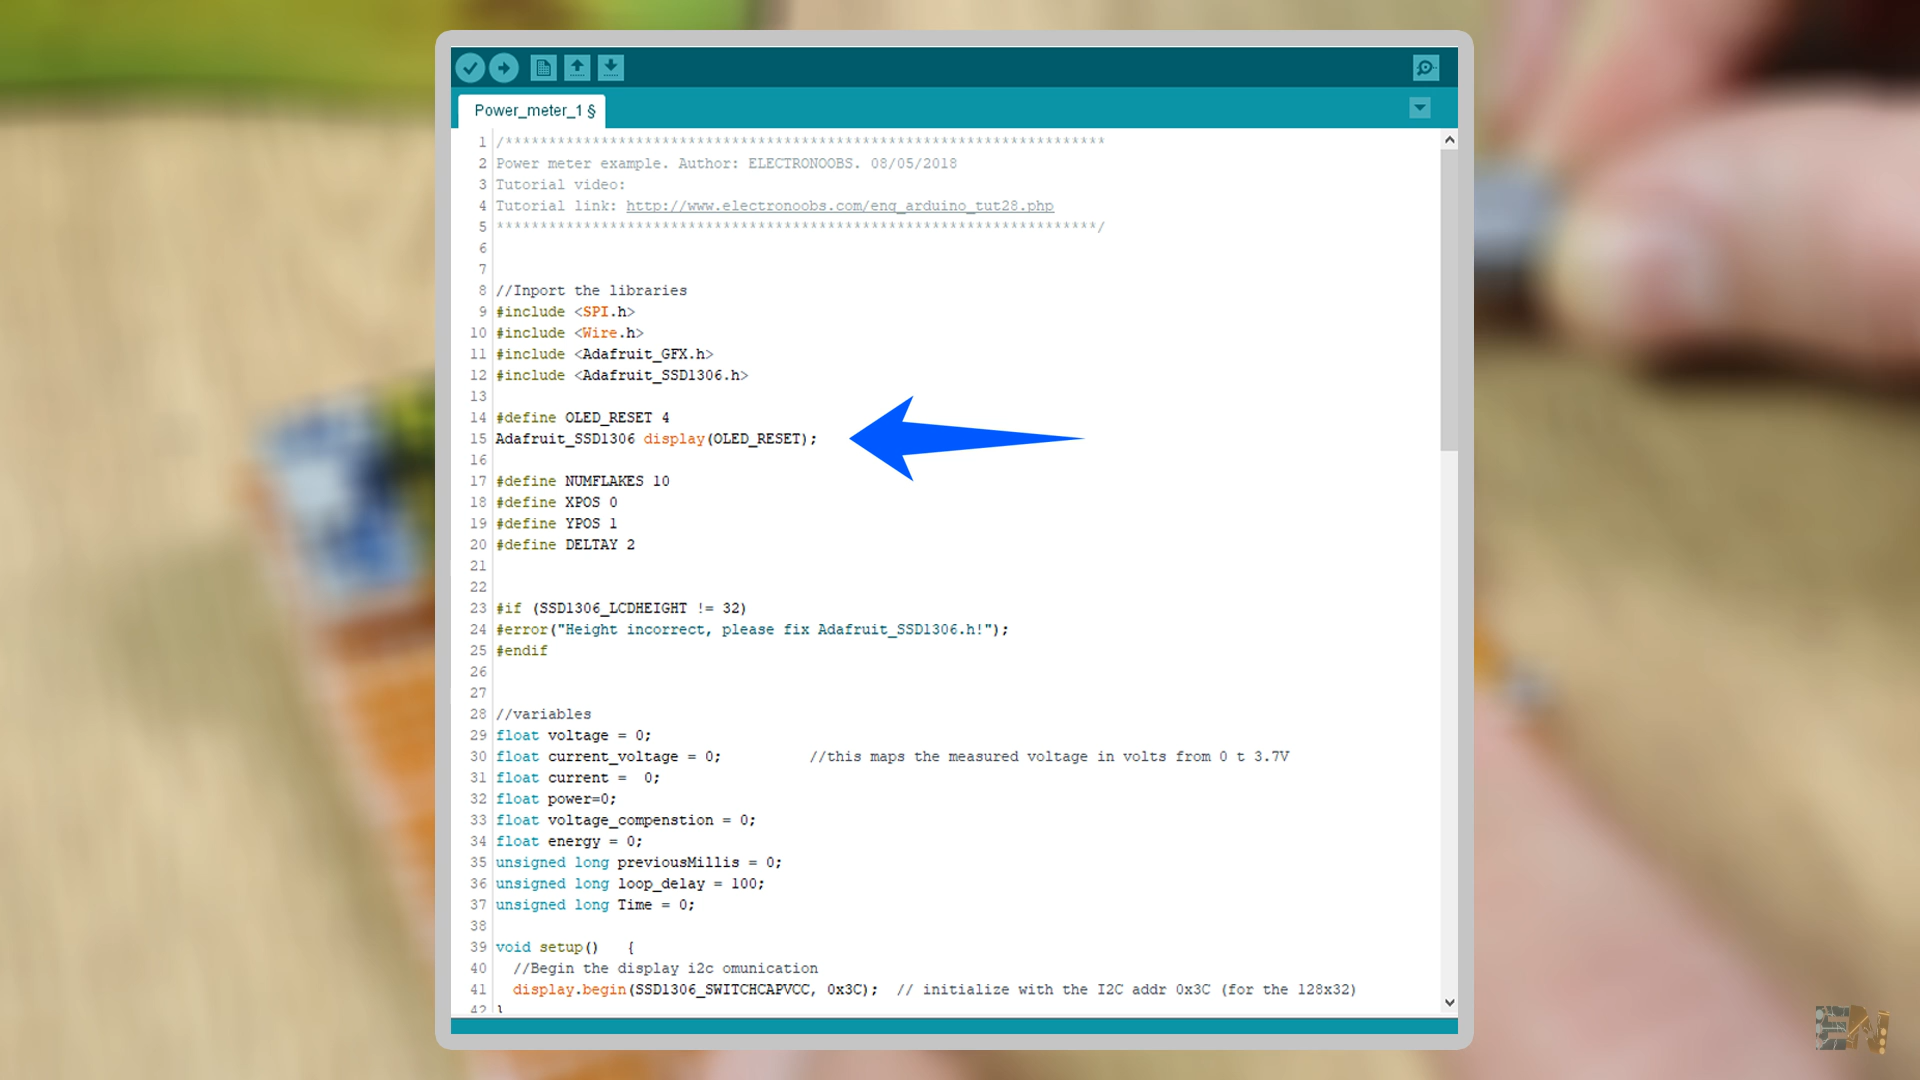 Power_meter_1 §
1 /*********************************************************************
2 Power meter example. Author: ELECTRONOOBS. 08/05/2018
3 Tutorial video:
4 Tutorial link: http://www.electronoobs.com/eng_arduino_tut28.php
5 *********************************************************************/
6
7
8 //Inport the libraries
9 #include <SPI.h>
10 #include <Wire.h>
11 #include <Adafruit_GFX.h>
12 #include <Adafruit_SSD1306.h>
13
14 #define OLED_RESET 4
15 Adafruit_SSD1306 display(OLED_RESET);
16
17 #define NUMFLAKES 10
18 #define XPOS 0
19 #define YPOS 1
20 #define DELTAY 2
21
22
23 #if (SSD1306_LCDHEIGHT != 32)
24 #error("Height incorrect, please fix Adafruit_SSD1306.h!");
25 #endif
26
27
28 //variables
29 float voltage = 0;
30 float current_voltage = 0;          //this maps the measured voltage in volts from 0 t 3.7V
31 float current =  0;
32 float power=0;
33 float voltage_compenstion = 0;
34 float energy = 0;
35 unsigned long previousMillis = 0;
36 unsigned long loop_delay = 100;
37 unsigned long Time = 0;
38
39 void setup()   {
40   //Begin the display i2c omunication
41   display.begin(SSD1306_SWITCHCAPVCC, 0x3C);  // initialize with the I2C addr 0x3C (for the 128x32)
42 }
EN